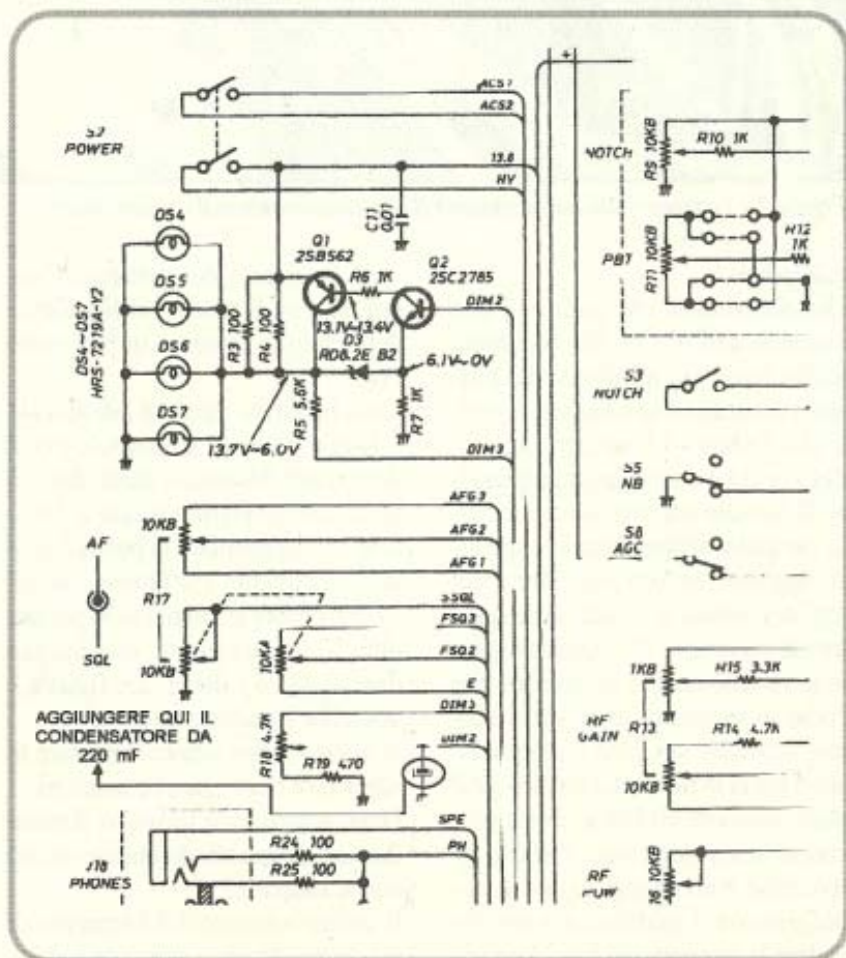 +
ACS1
ACS2
S2
POWER
13.8
HV
C11
0.01
NOTCH
R9 10KB
R10 1K
DS4
DS5
DS6
DS7
DS4~DS7
HRS-7219A-Y2
Q1
2SB562
R6 1K
Q2
2SC2785
R3 100
R4 100
13.1V~13.4V
D3
RD8.2E B2
DIM2
6.1V~0V
R5 5.6K
R7 1K
13.7V~6.0V
DIM3
PBT
R11 10KB
R12
1K
S3
NOTCH
S5
NB
S8
AGC
AF
SQL
R17
10KB
AFG3
AFG2
AFG1
SSQL
FSQ3
FSQ2
E
10KB
10KA
DIM3
DIM2
R18 4.7K
R19 470
AGGIUNGERE QUI IL
CONDENSATORE DA
220 mF
1KB
R15 3.3K
RF
GAIN
R13
R14 4.7K
10KB
J18
PHONES
SPE
PH
R24 100
R25 100
RF
POW
16 10KB